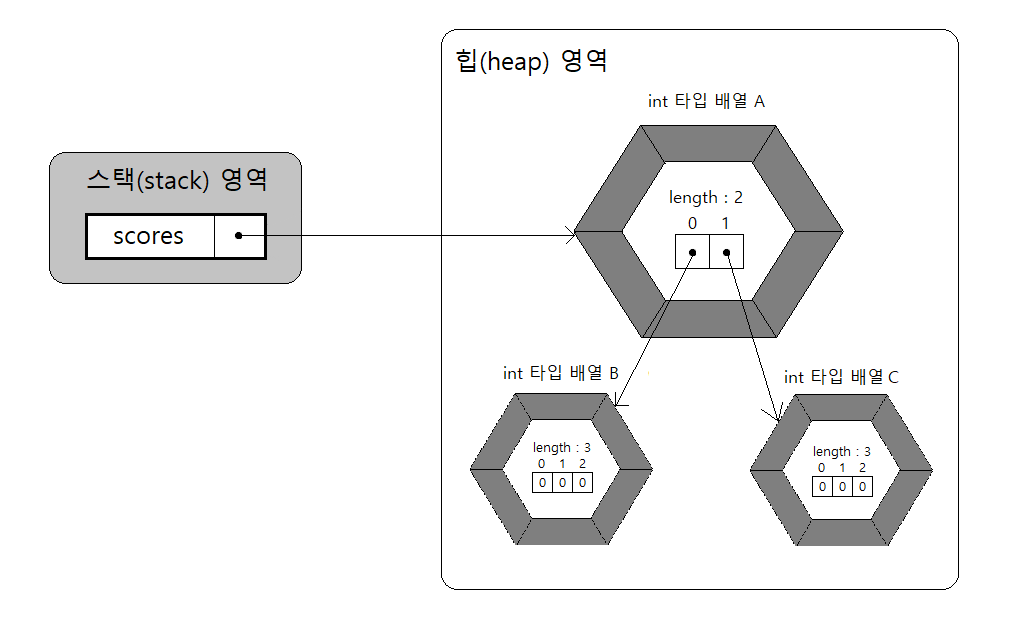 힙(heap) 영역
int 타입 배열 A
스택(stack) 영역
scores
length : 2
0 1
int 타입 배열 B
length : 3
0 1 2
0 0 0
int 타입 배열 C
length : 3
0 1 2
0 0 0